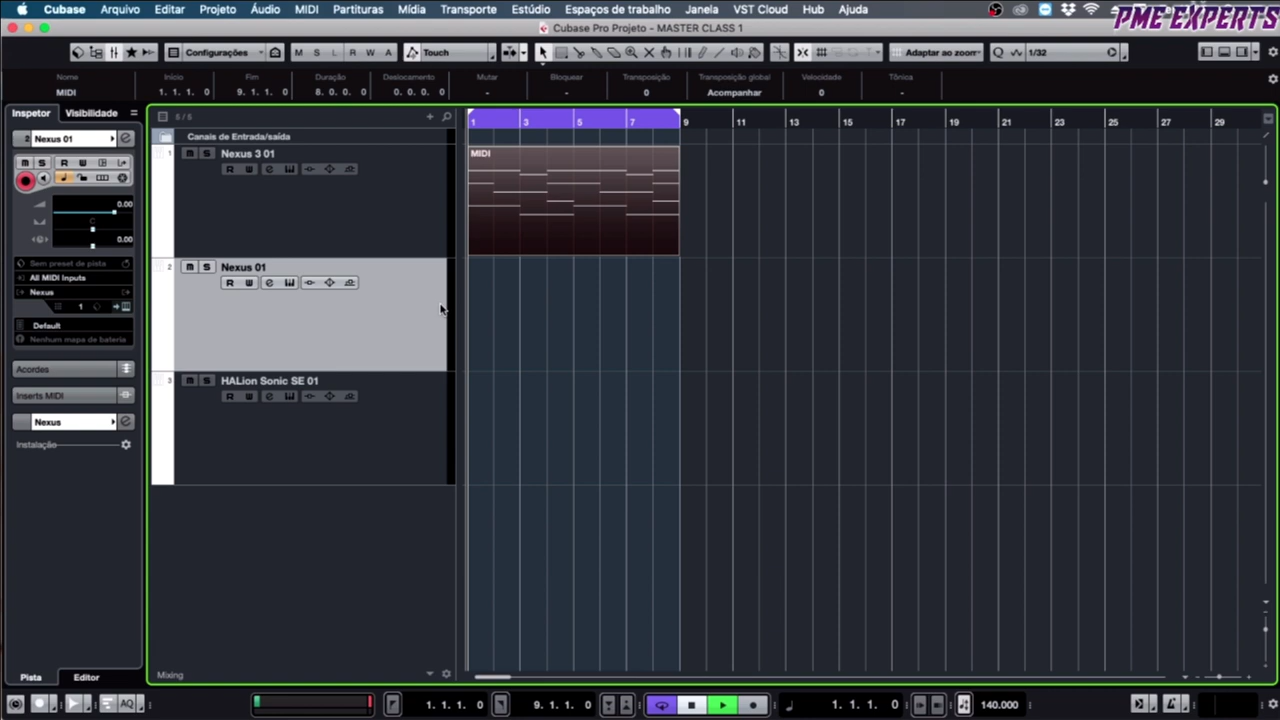 Cubase Arquivo Editar Projeto Áudio MIDI Partituras Mídia Transporte Estúdio Espaços de trabalho Janela VST Cloud Hub Ajuda
PME EXPERTS
Cubase Pro Projeto - MASTER CLASS 1
Configurações M S L R W A Touch Adaptar ao zoom Q 1/32
Nome Início Fim Duração Deslocamento Mutar Bloquear Transposição Transposição global Velocidade Tônica
MIDI 1. 1. 1. 0 9. 1. 1. 0 8. 0. 0. 0 0. 0. 0. 0 - - 0 Acompanhar 0 -
Inspetor Visibilidade
1 3 5 7 9 11 13 15 17 19 21 23 25 27 29
Canais de Entrada/saída
2 Nexus 01
M S R W
1 M S Nexus 3 01
R W
MIDI
0.00
C
0.00
Sem preset de pista
All MIDI Inputs
Nexus
1
Default
Nenhum mapa de bateria
2 M S Nexus 01
R W
Acordes
Inserts MIDI
Nexus
Instalação
3 M S HALion Sonic SE 01
R W
Pista Editor
Mixing
AQ 1. 1. 1. 0 9. 1. 1. 0 1. 1. 1. 0 140.000